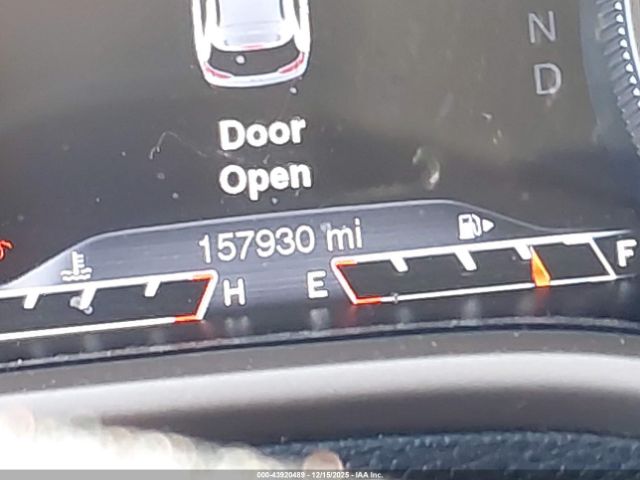 N
D
Door
Open
157930 mi
H E F
000-43920489 - 12/15/2025 - IAA Inc.